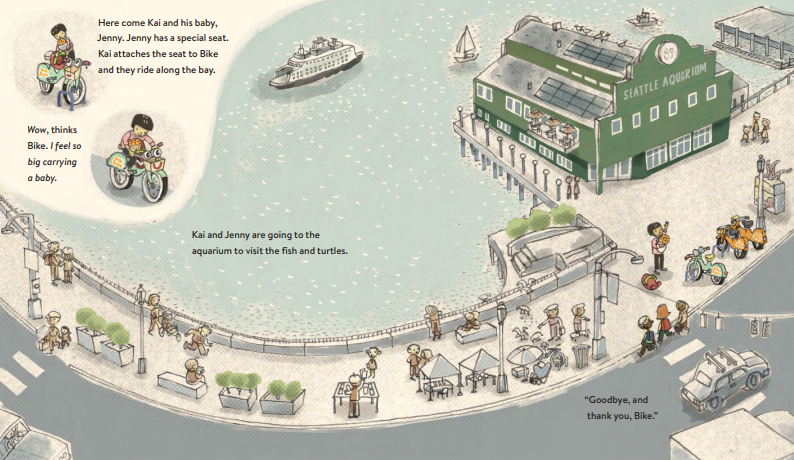 Here come Kai and his baby,
Jenny. Jenny has a special seat.
Kai attaches the seat to Bike
and they ride along the bay.
Wow, thinks
Bike. I feel so
big carrying
a baby.
SEATTLE AQUARIUM
Kai and Jenny are going to the
aquarium to visit the fish and turtles.
“Goodbye, and
thank you, Bike.”